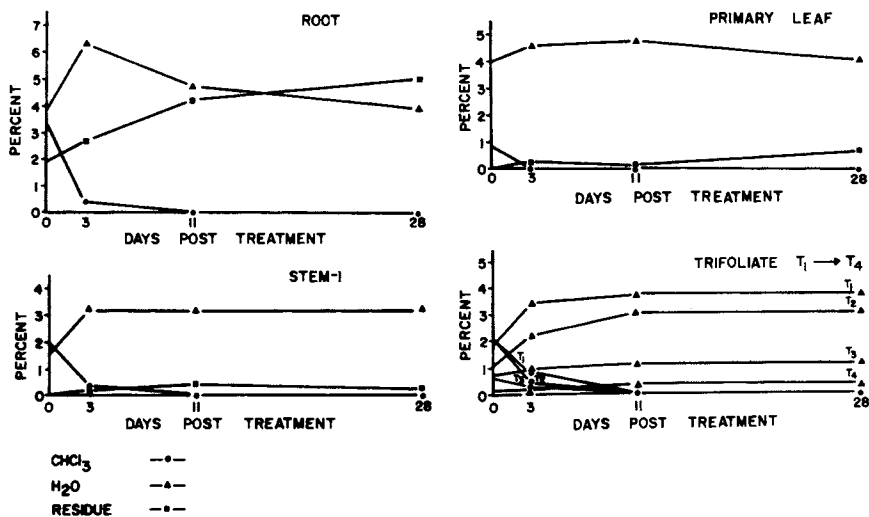 ROOT
7
6
5
4
3
2
1
0
PERCENT
0 3 11 28
DAYS POST TREATMENT
PRIMARY LEAF
5
4
3
2
1
0
PERCENT
0 3 11 28
DAYS POST TREATMENT
STEM-I
4
3
2
1
0
PERCENT
0 3 11 28
DAYS POST TREATMENT
TRIFOLIATE T₁ → T₄
5
4
3
2
1
0
PERCENT
T₁
T₂
T₃
T₄
T₁
0 3 11 28
DAYS POST TREATMENT
CHCl₃
H₂O
RESIDUE